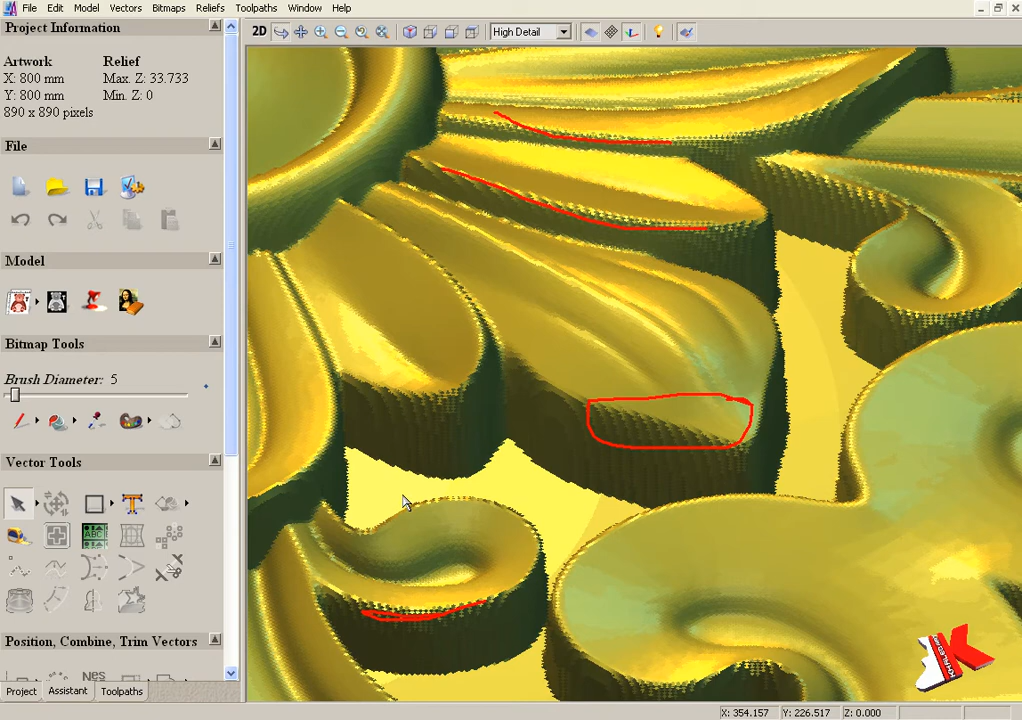 File Edit Model Vectors Bitmaps Reliefs Toolpaths Window Help
Project Information
2D
High Detail
Artwork Relief
X: 800 mm Max. Z: 33.733
Y: 800 mm Min. Z: 0
890 x 890 pixels
File
Model
Bitmap Tools
Brush Diameter: 5
Vector Tools
ABC
Position, Combine, Trim Vectors
Nes
Project Assistant Toolpaths
X: 354.157 Y: 226.517 Z: 0.000